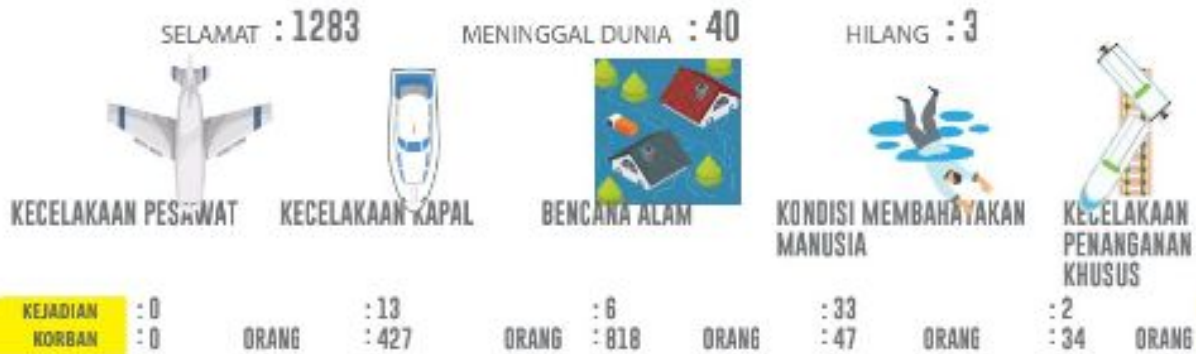 SELAMAT : 1283 MENINGGAL DUNIA : 40 HILANG : 3
KECELAKAAN PESAWAT KECELAKAAN KAPAL BENCANA ALAM KONDISI MEMBAHAYAKAN MANUSIA KECELAKAAN PENANGANAN KHUSUS
KEJADIAN : 0 : 13 : 6 : 33 : 2
KORBAN : 0 ORANG : 427 ORANG : 818 ORANG : 47 ORANG : 34 ORANG